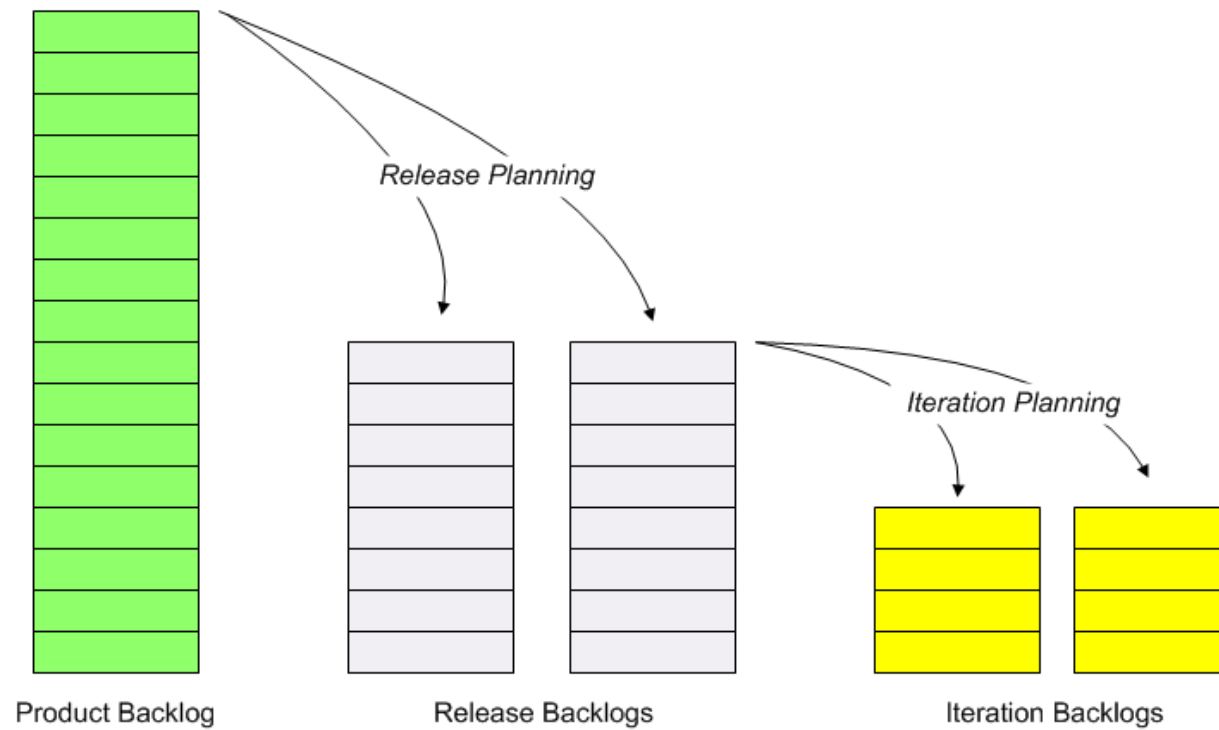 Release Planning
Iteration Planning
Product Backlog
Release Backlogs
Iteration Backlogs